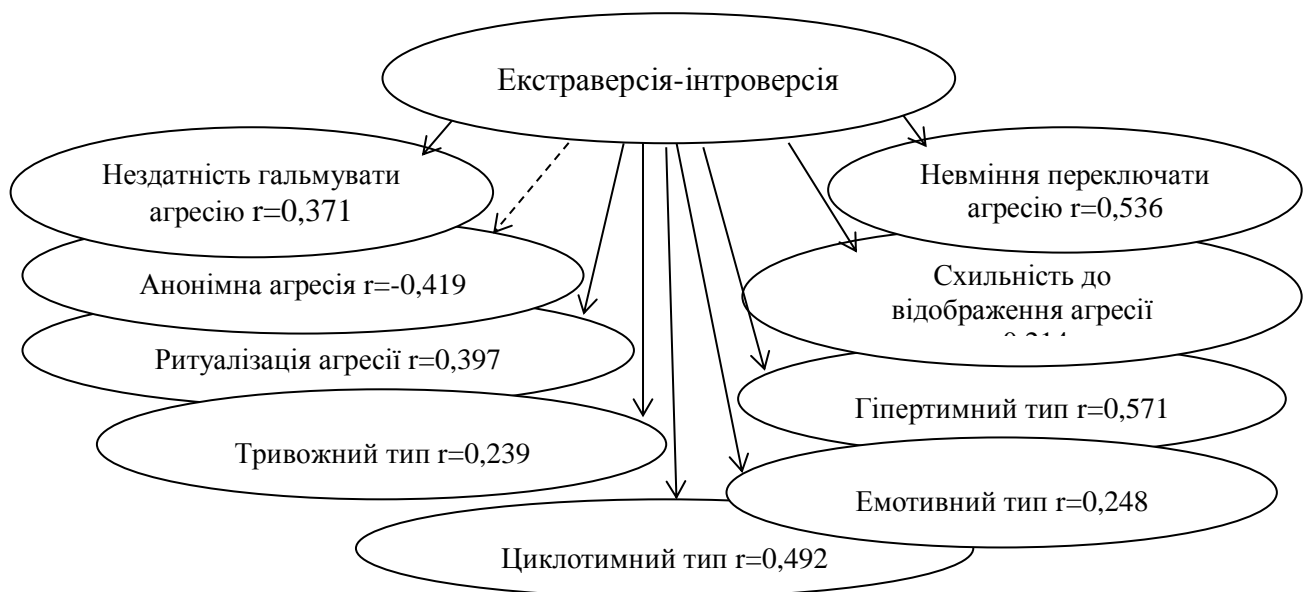 Екстраверсія-інтроверсія
Нездатність гальмувати
агресію r=0,371
Невміння переключати
агресію r=0,536
Анонімна агресія r=-0,419
Схильність до
відображення агресії
Ритуалізація агресії r=0,397
Гіпертимний тип r=0,571
Тривожний тип r=0,239
Емотивний тип r=0,248
Циклотимний тип r=0,492